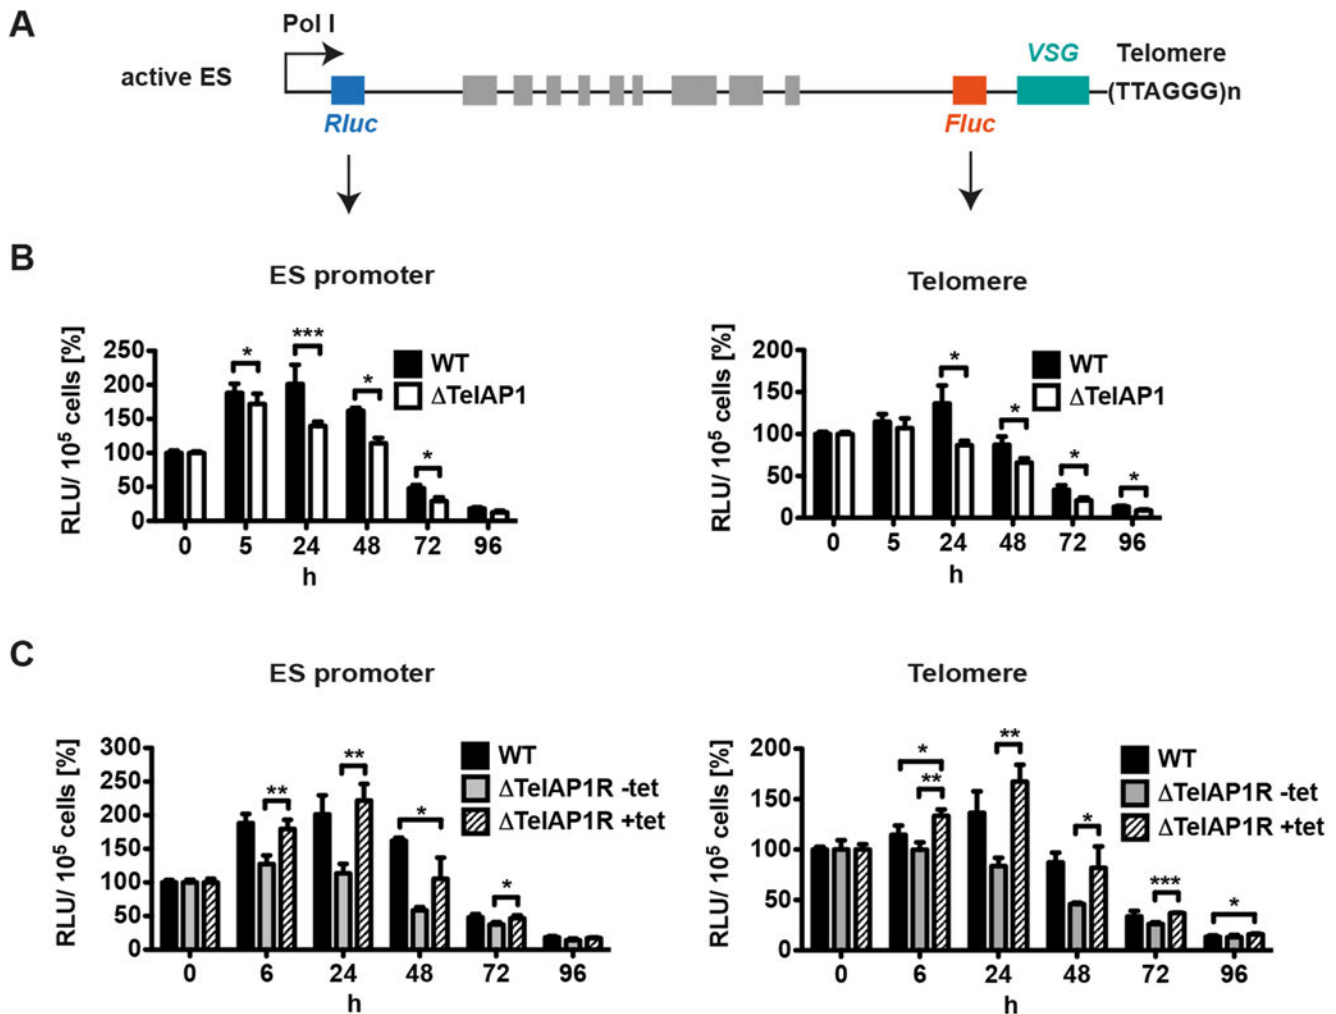 A
Pol I
active ES
VSG
Telomere
(TTAGGG)n
Rluc
Fluc
B
ES promoter
RLU/ 10⁵ cells [%]
250
200
150
100
50
0
* *** * *
WT
ΔTelAP1
0 5 24 48 72 96
h
Telomere
RLU/ 10⁵ cells [%]
200
150
100
50
0
* * * *
WT
ΔTelAP1
0 5 24 48 72 96
h
C
ES promoter
RLU/ 10⁵ cells [%]
300
250
200
150
100
50
0
** ** * *
WT
ΔTelAP1R -tet
ΔTelAP1R +tet
0 6 24 48 72 96
h
Telomere
RLU/ 10⁵ cells [%]
200
150
100
50
0
* ** ** * *** *
WT
ΔTelAP1R -tet
ΔTelAP1R +tet
0 6 24 48 72 96
h